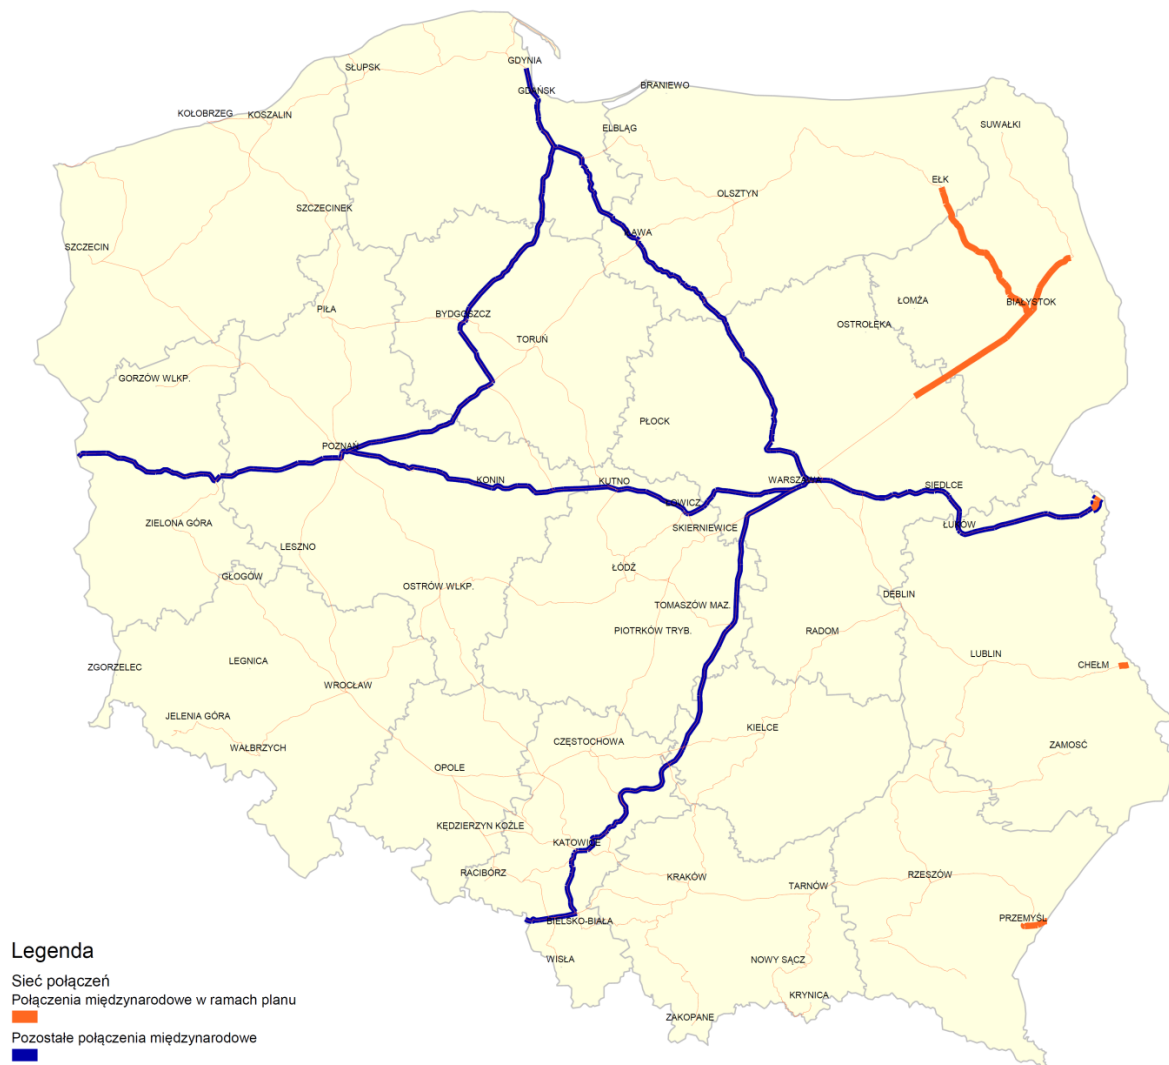 GDYNIA
SŁUPSK
GDAŃSK
BRANIEWO
KOŁOBRZEG
KOSZALIN
SUWAŁKI
ELBLĄG
EŁK
OLSZTYN
SZCZECINEK
SZCZECIN
ŁOMŻA
BIAŁYSTOK
PIŁA
BYDGOSZCZ
OSTROŁĘKA
TORUŃ
GORZÓW WLKP.
PŁOCK
POZNAŃ
KONIN
KUTNO
WARSZAWA
SIEDLCE
ŁOWICZ
ZIELONA GÓRA
SKIERNIEWICE
ŁUKÓW
LESZNO
ŁÓDŹ
GŁOGÓW
OSTRÓW WLKP.
DĘBLIN
TOMASZÓW MAZ.
PIOTRKÓW TRYB.
RADOM
ZGORZELEC
LEGNICA
LUBLIN
CHEŁM
WROCŁAW
JELENIA GÓRA
KIELCE
WAŁBRZYCH
CZĘSTOCHOWA
ZAMOŚĆ
OPOLE
KĘDZIERZYN KOŹLE
KATOWICE
RACIBÓRZ
KRAKÓW
TARNÓW
RZESZÓW
BIELSKO-BIAŁA
PRZEMYŚL
WISŁA
NOWY SĄCZ
KRYNICA
ZAKOPANE
Legenda
Sieć połączeń
Połączenia międzynarodowe w ramach planu
Pozostałe połączenia międzynarodowe